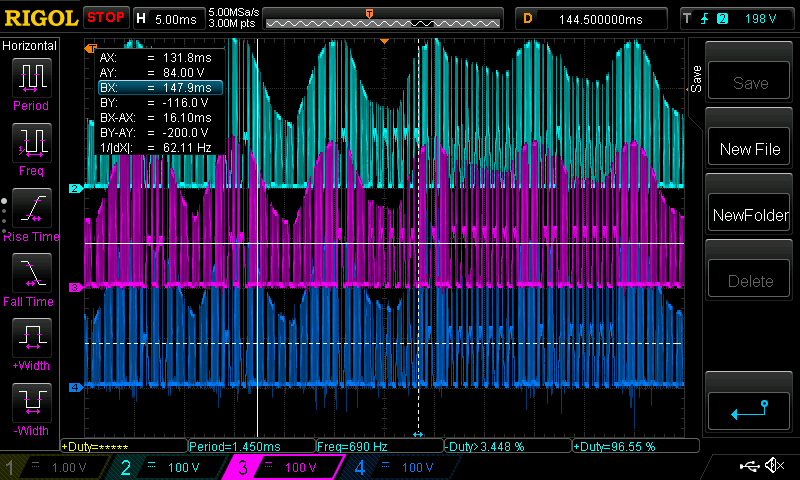 RIGOL STOP H 5.00ms 5.00MSa/s 3.00M pts T D 144.500000ms T 2 198 V
Horizontal
Period
Freq
Rise Time
Fall Time
+Width
-Width
T
AX: = 131.8ms
AY: = 84.00 V
BX: = 147.9ms
BY: = -116.0 V
BX-AX: = 16.10ms
BY-AY: = -200.0 V
1/|dX|: = 62.11 Hz
2
3
4
Save
Save
New File
NewFolder
Delete
+Duty=***** Period=1.450ms Freq=690 Hz -Duty>3.448 % +Duty=96.55 %
1 1.00 V 2 100 V 3 100 V 4 100 V